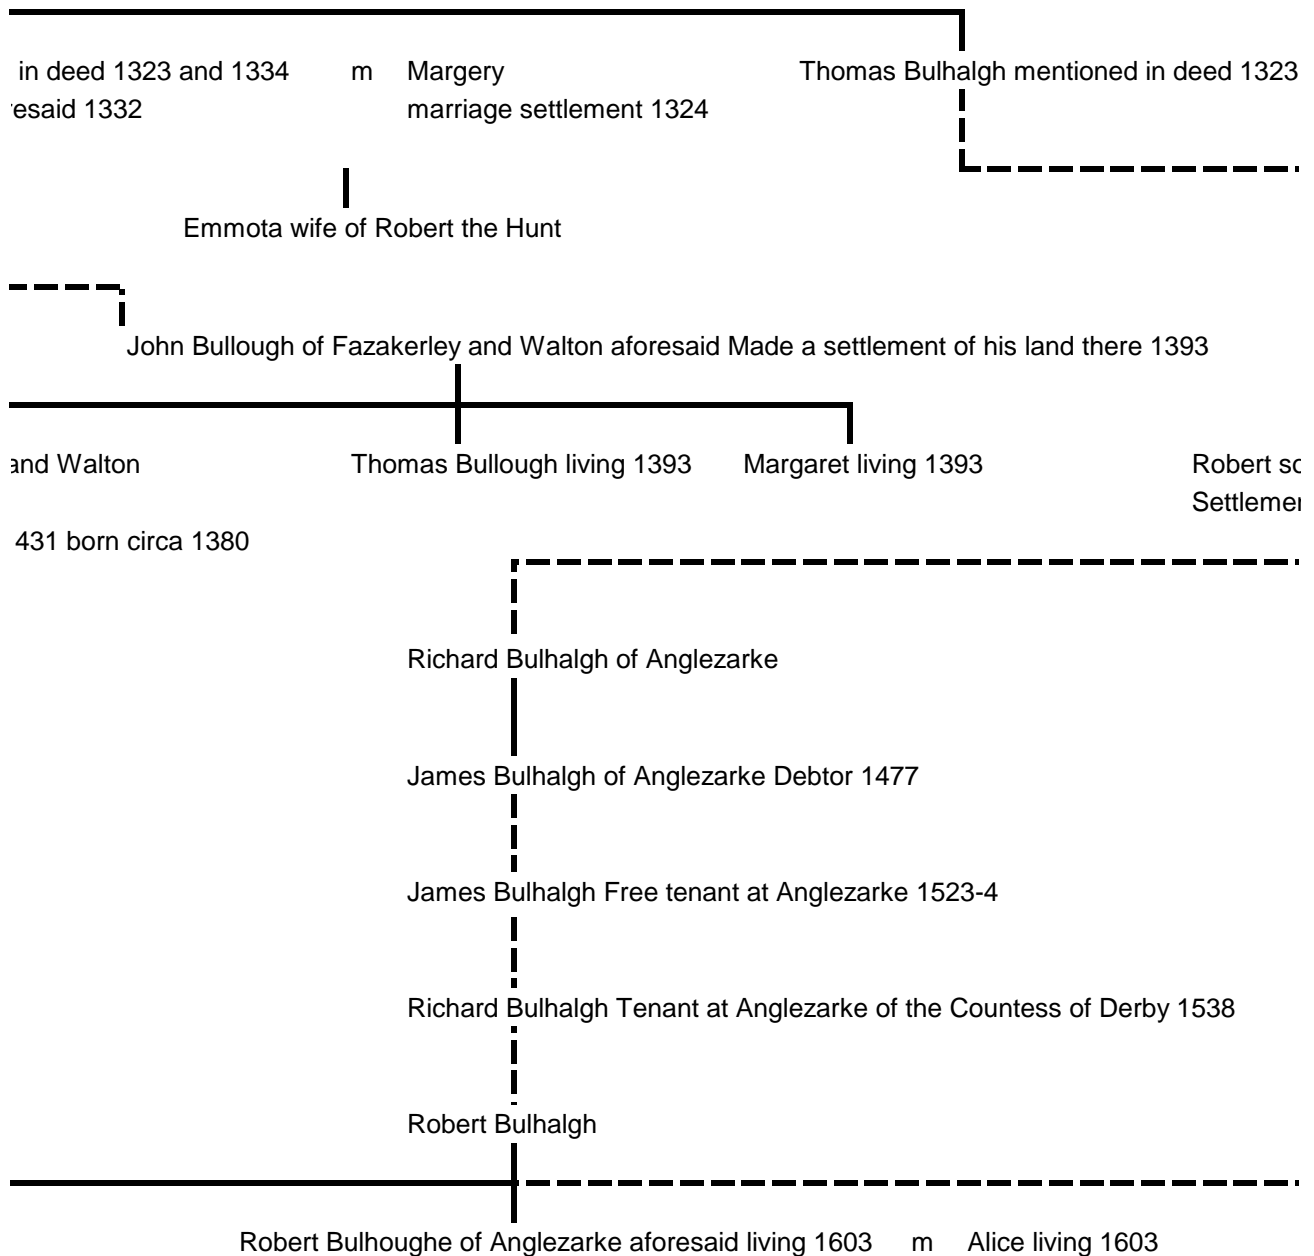 in deed 1323 and 1334 m Margery Thomas Bulhalgh mentioned in deed 1323
esaid 1332 marriage settlement 1324
Emmota wife of Robert the Hunt
John Bullough of Fazakerley and Walton aforesaid Made a settlement of his land there 1393
and Walton Thomas Bullough living 1393 Margaret living 1393 Robert
431 born circa 1380
Richard Bulhalgh of Anglezarke
James Bulhalgh of Anglezarke Debtor 1477
James Bulhalgh Free tenant at Anglezarke 1523-4
Richard Bulhalgh Tenant at Anglezarke of the Countess of Derby 1538
Robert Bulhalgh
Robert Bulhoughe of Anglezarke aforesaid living 1603 m Alice living 1603